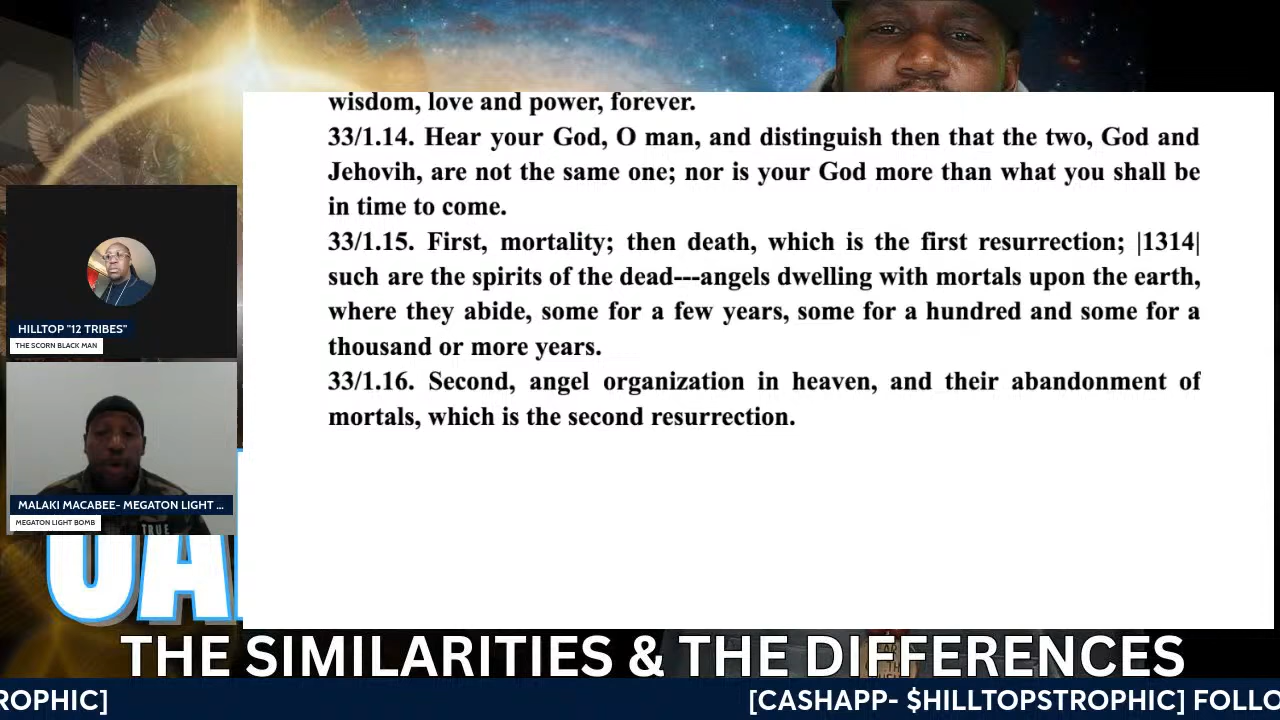 wisdom, love and power, forever.
33/1.14. Hear your God, O man, and distinguish then that the two, God and
Jehovih, are not the same one; nor is your God more than what you shall be
in time to come.
33/1.15. First, mortality; then death, which is the first resurrection; |1314|
such are the spirits of the dead---angels dwelling with mortals upon the earth,
where they abide, some for a few years, some for a hundred and some for a
thousand or more years.
33/1.16. Second, angel organization in heaven, and their abandonment of
mortals, which is the second resurrection.
HILLTOP "12 TRIBES"
THE SCORN BLACK MAN
MALAKI MACABEE- MEGATON LIGHT ...
MEGATON LIGHT BOMB
TRUE
THE SIMILARITIES & THE DIFFERENCES
ROPHIC]
[CASHAPP- $HILLTOPSTROPHIC] FOLLO